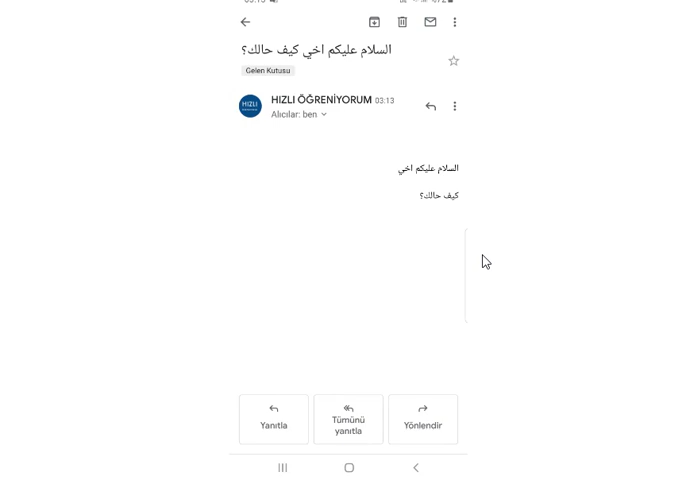 السلام عليكم اخي كيف حالك؟
Gelen Kutusu
HIZLI
HIZLI ÖĞRENİYORUM 03:13
Alıcılar: ben
السلام عليكم اخي
كيف حالك؟
Yanıtla
Tümünü
yanıtla
Yönlendir